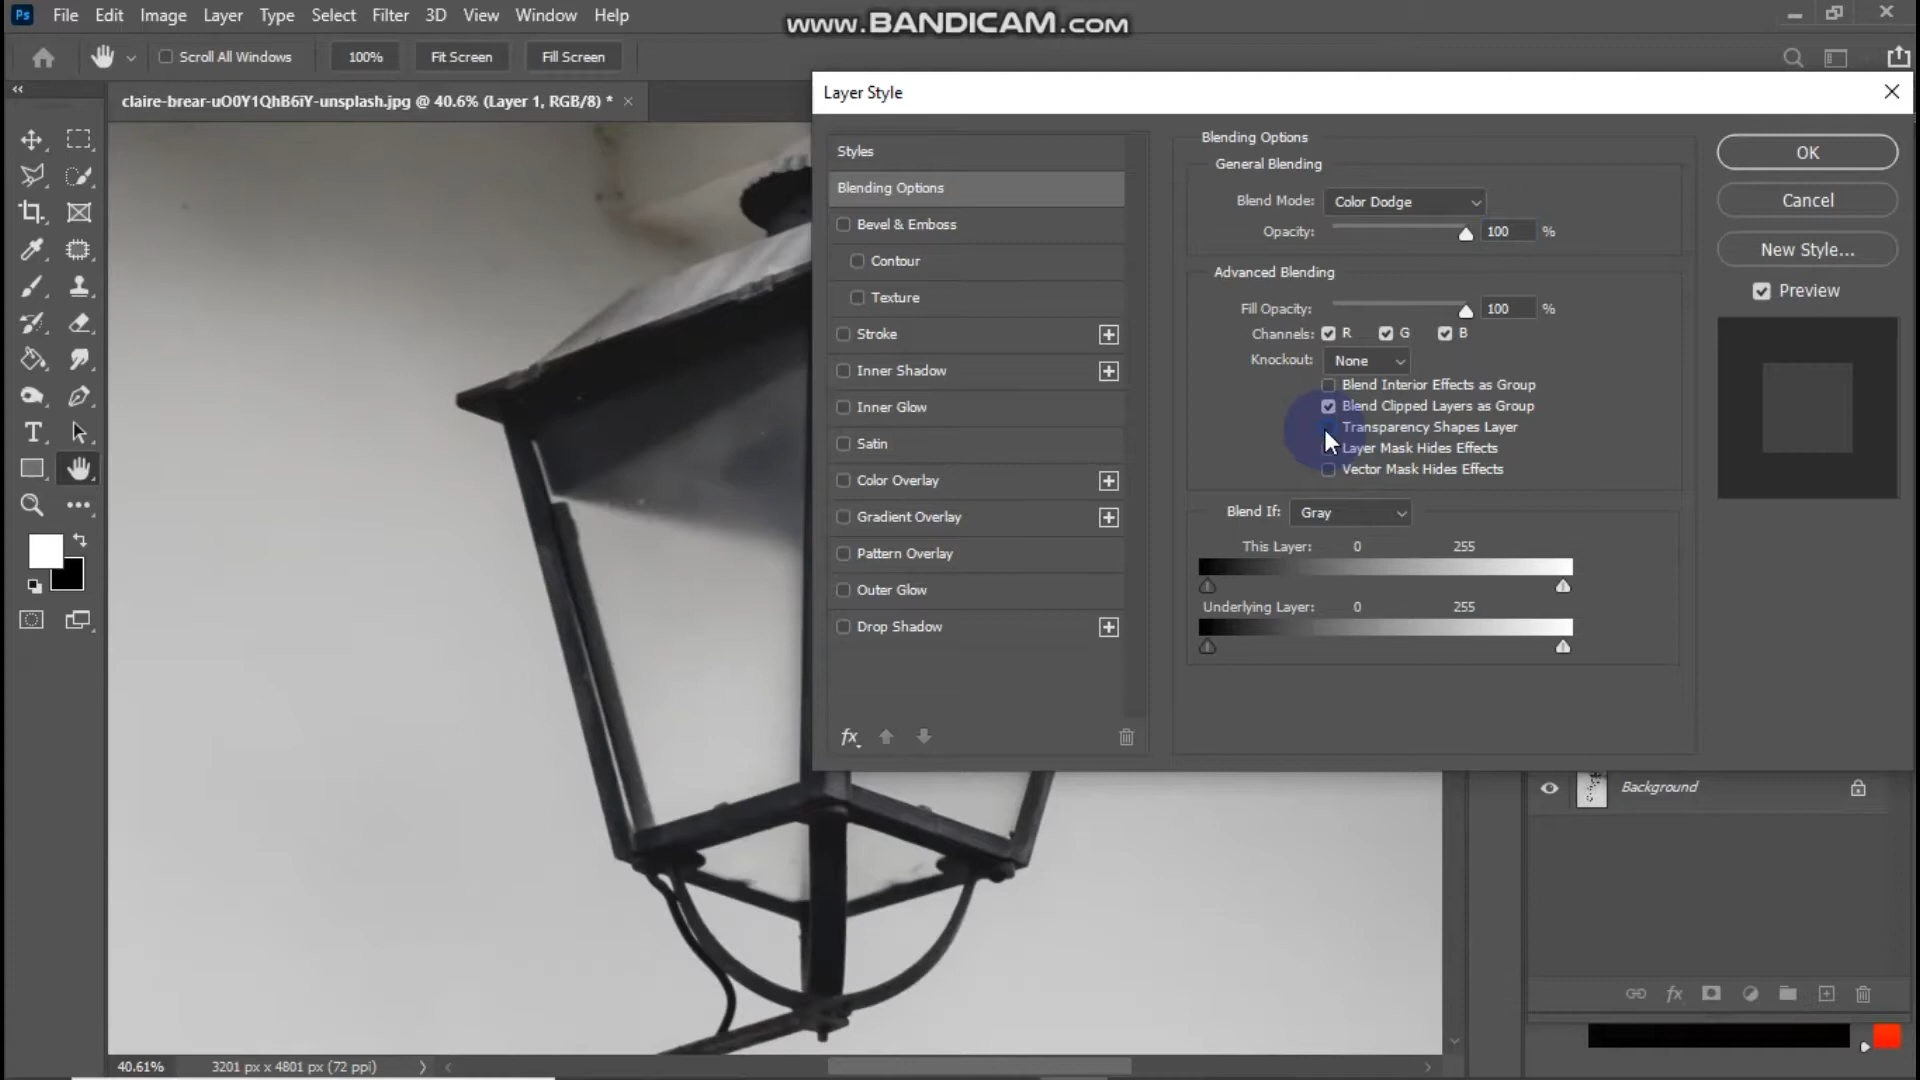 Ps File Edit Image Layer Type Select Filter 3D View Window Help
www.BANDICAM.com
Scroll All Windows 100% Fit Screen Fill Screen
claire-brear-uO0Y1QhB6iY-unsplash.jpg @ 40.6% (Layer 1, RGB/8) *
Layer Style
Styles
Blending Options
Bevel & Emboss
Contour
Texture
Stroke
Inner Shadow
Inner Glow
Satin
Color Overlay
Gradient Overlay
Pattern Overlay
Outer Glow
Drop Shadow
fx
Blending Options
General Blending
Blend Mode: Color Dodge
Opacity: 100 %
Advanced Blending
Fill Opacity: 100 %
Channels: R G B
Knockout: None
Blend Interior Effects as Group
Blend Clipped Layers as Group
Transparency Shapes Layer
Layer Mask Hides Effects
Vector Mask Hides Effects
Blend If: Gray
This Layer: 0 255
Underlying Layer: 0 255
OK
Cancel
New Style...
Preview
Background
fx
40.61% 3201 px x 4801 px (72 ppi)